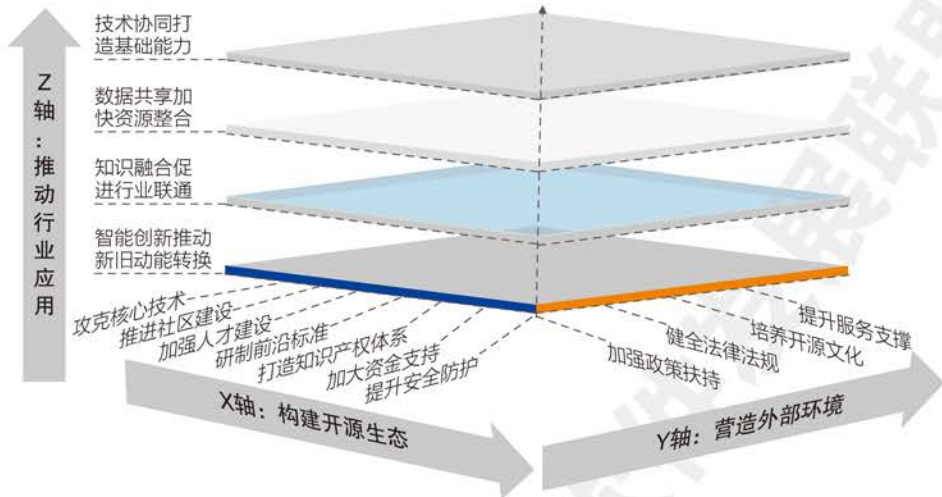 技术协同打
造基础能力
数据共享加
快资源整合
知识融合促
进行业联通
智能创新推动
新旧动能转换
Z轴：推动行业应用
攻克核心技术
推进社区建设
加强人才建设
研制前沿标准
打造知识产权体系
加大资金支持
提升安全防护
加强政策扶持
健全法律法规
培养开源文化
提升服务支撑
X轴：构建开源生态
Y轴：营造外部环境
展联盟